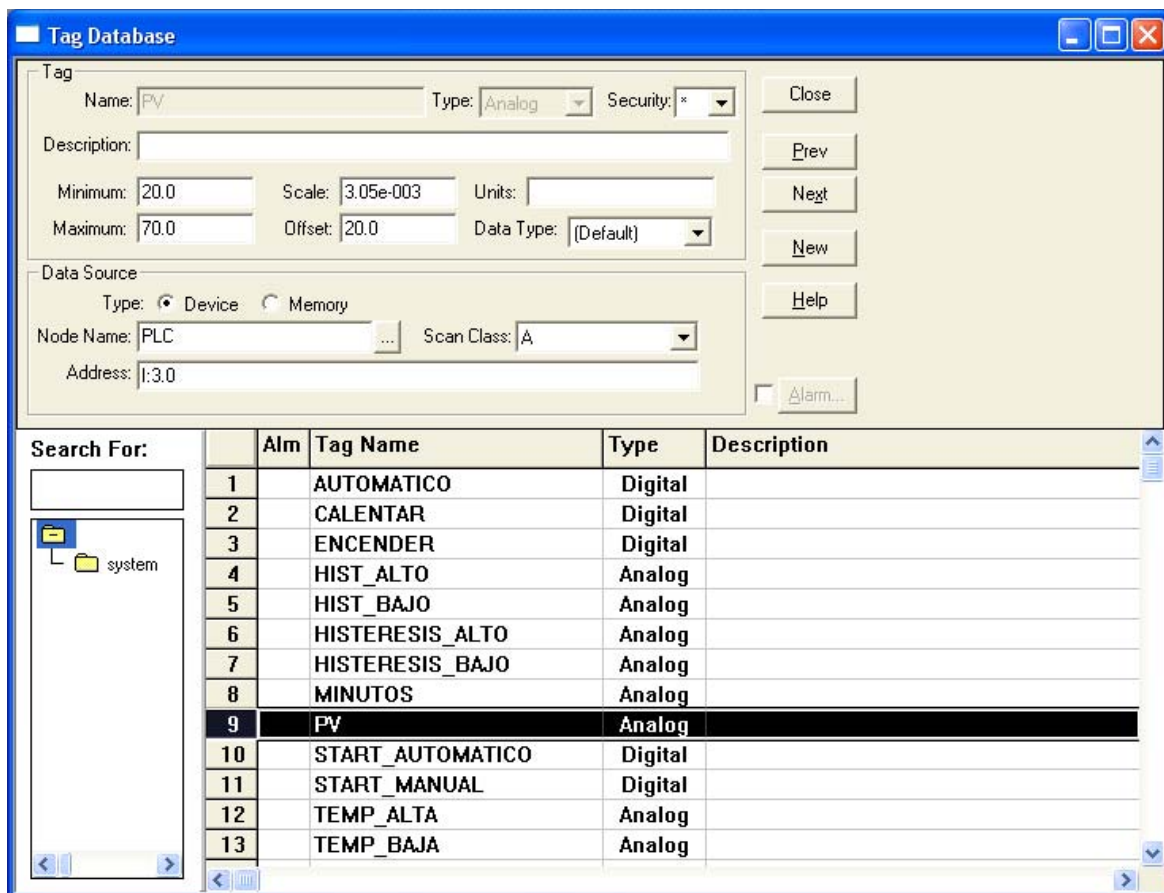 Tag Database
Tag
Name: PV Type: Analog Security: *
Close
Description:
Prev
Minimum: 20.0 Scale: 3.05e-003 Units:
Next
Maximum: 70.0 Offset: 20.0 Data Type: (Default)
New
Data Source
Type: Device Memory
Help
Node Name: PLC ... Scan Class: A
Address: I:3.0
Alarm...
Search For:
system
Alm Tag Name Type Description
1 AUTOMATICO Digital
2 CALENTAR Digital
3 ENCENDER Digital
4 HIST_ALTO Analog
5 HIST_BAJO Analog
6 HISTERESIS_ALTO Analog
7 HISTERESIS_BAJO Analog
8 MINUTOS Analog
9 PV Analog
10 START_AUTOMATICO Digital
11 START_MANUAL Digital
12 TEMP_ALTA Analog
13 TEMP_BAJA Analog